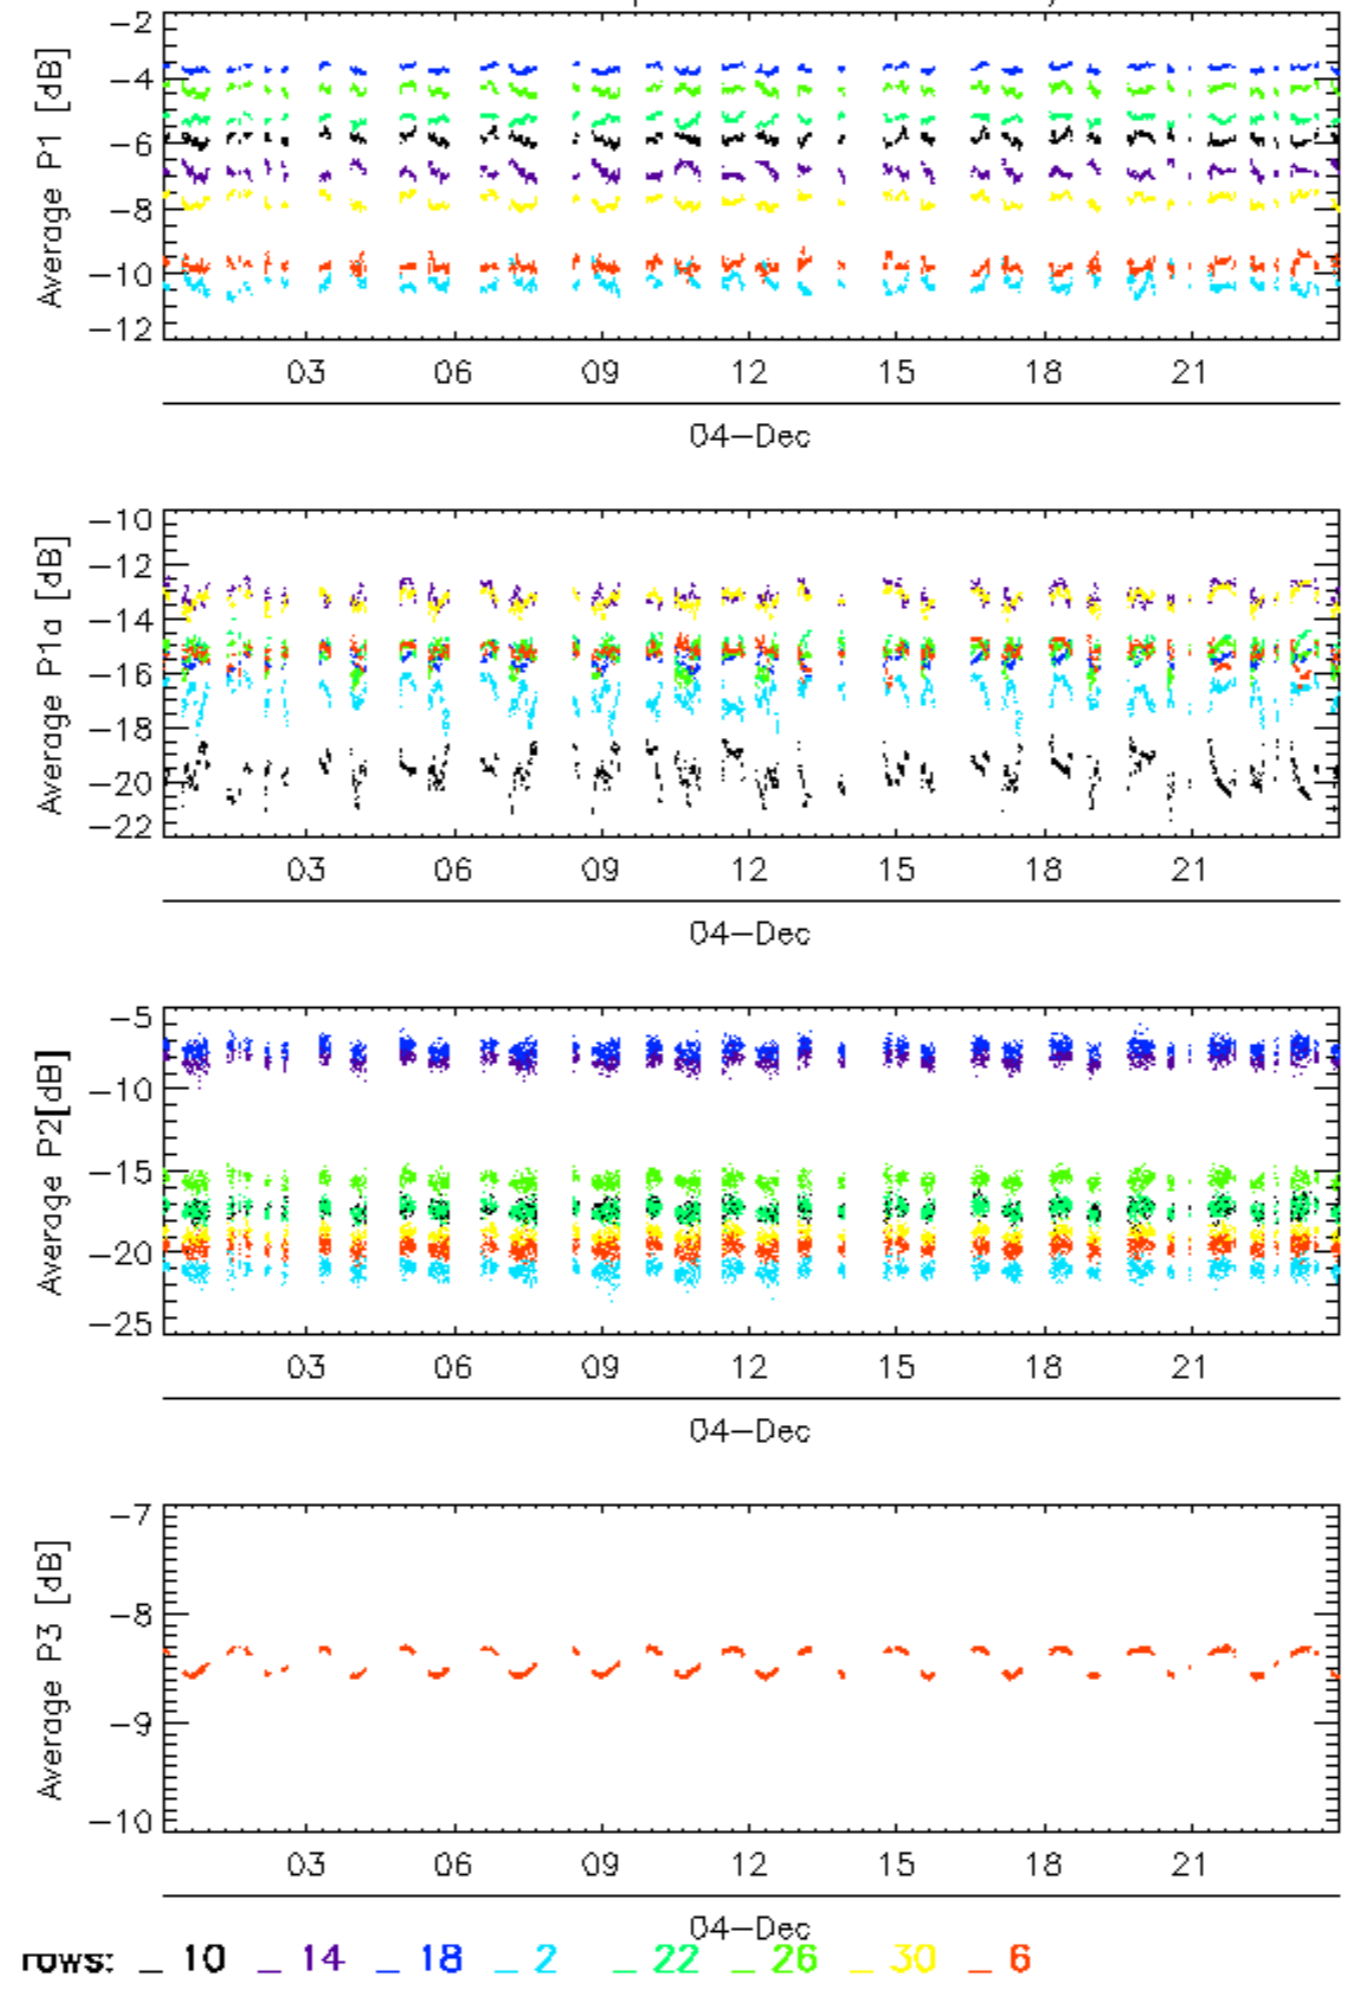 −2
−4
−6
−8
−10
−12
Average P1 [dB]
03 06 09 12 15 18 21
04−Dec
−10
−12
−14
−16
−18
−20
−22
Average P1a [dB]
03 06 09 12 15 18 21
04−Dec
−5
−10
−15
−20
−25
Average P2[dB]
03 06 09 12 15 18 21
04−Dec
−7
−8
−9
−10
Average P3 [dB]
03 06 09 12 15 18 21
04−Dec
rows: _ 10 _ 14 _ 18 _ 2 _ 22 _ 26 _ 30 _ 6